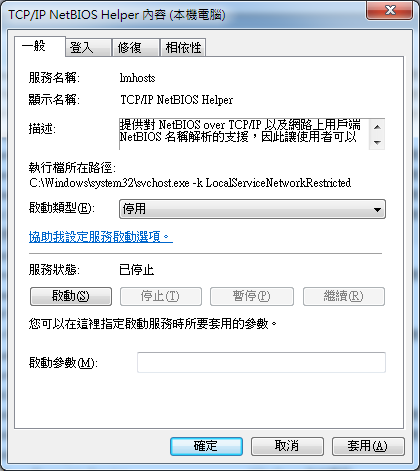 TCP/IP NetBIOS Helper 內容 (本機電腦)
一般 登入 修復 相依性
服務名稱: lmhosts
顯示名稱: TCP/IP NetBIOS Helper
描述: 提供對 NetBIOS over TCP/IP 以及網路上用戶端
NetBIOS 名稱解析的支援，因此讓使用者可以
執行檔所在路徑:
C:\Windows\system32\svchost.exe -k LocalServiceNetworkRestricted
啟動類型(E): 停用
協助我設定服務啟動選項。
服務狀態: 已停止
啟動(S) 停止(T) 暫停(P) 繼續(R)
您可以在這裡指定啟動服務時所要套用的參數。
啟動參數(M):
確定 取消 套用(A)